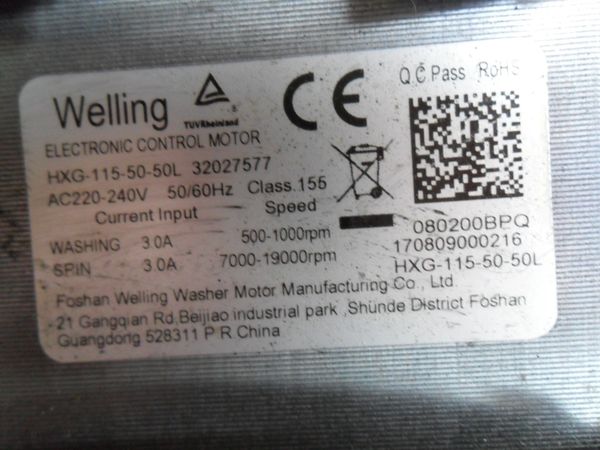 Welling
TUVRheinland
CE
Q.C Pass RoHS
ELECTRONIC CONTROL MOTOR
HXG-115-50-50L 32027577
AC220-240V 50/60Hz Class.155
Current Input Speed
WASHING 3.0A 500-1000rpm
SPIN 3.0A 7000-19000rpm
080200BPQ
170809000216
HXG-115-50-50L
Foshan Welling Washer Motor Manufacturing Co., Ltd.
21 Gangqian Rd,Beijiao industrial park ,Shunde District Foshan
Guangdong 528311 P R.China